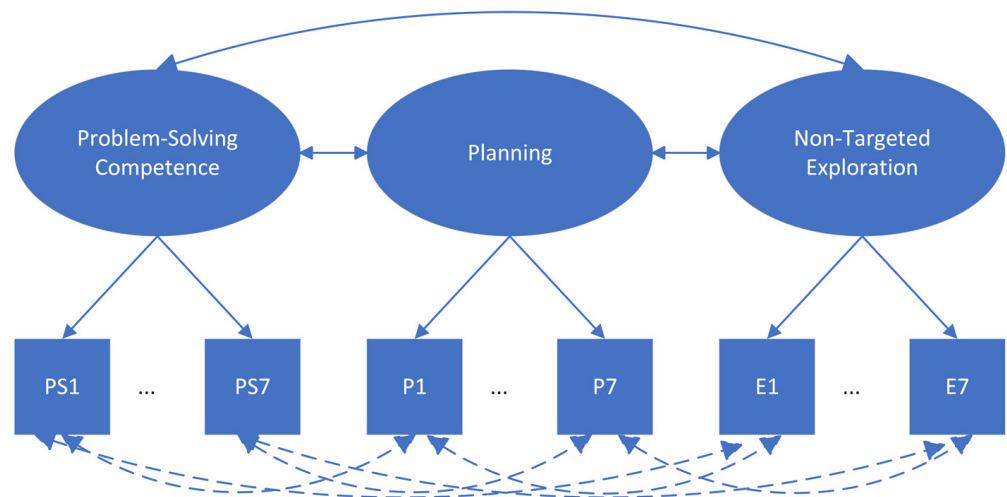 Problem-Solving
Competence
Planning
Non-Targeted
Exploration
PS1
...
PS7
P1
...
P7
E1
...
E7